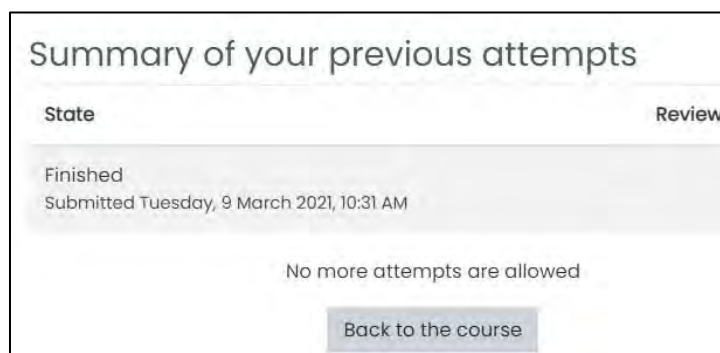 Summary of your previous attempts
State Review
Finished
Submitted Tuesday, 9 March 2021, 10:31 AM
No more attempts are allowed
Back to the course